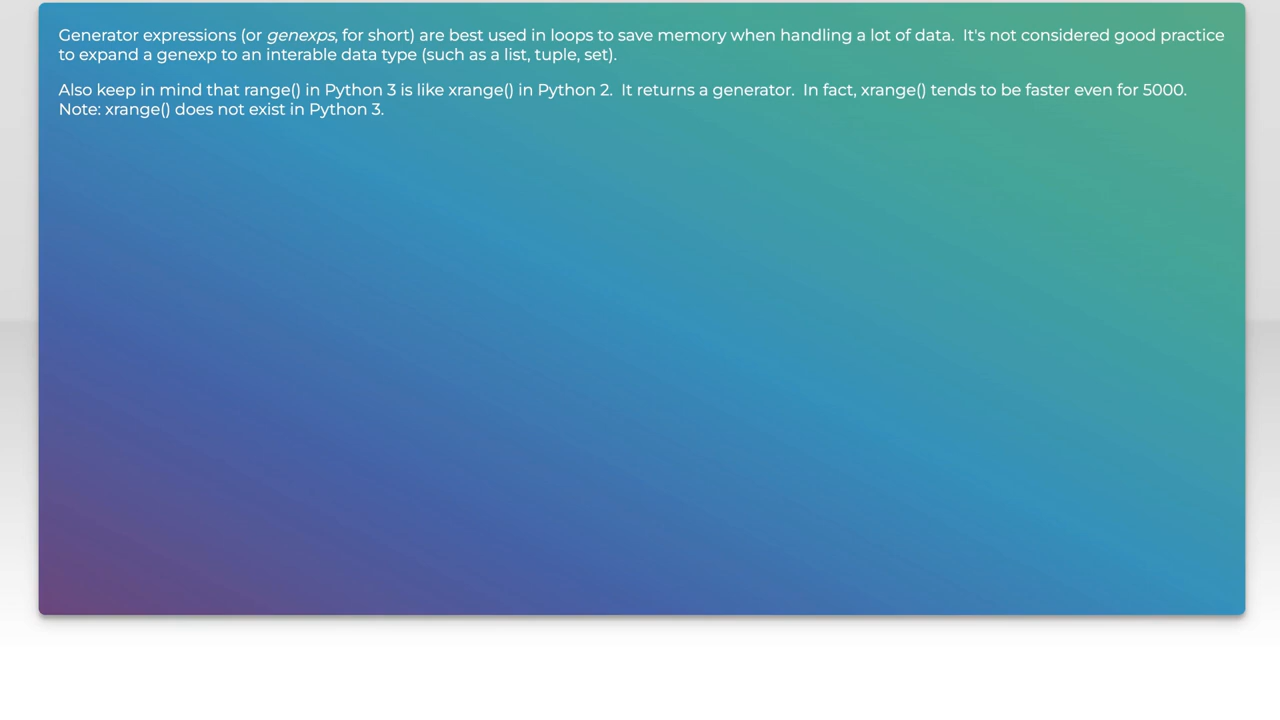 Generator expressions (or genexps, for short) are best used in loops to save memory when handling a lot of data.  It's not considered good practice
to expand a genexp to an interable data type (such as a list, tuple, set).
Also keep in mind that range() in Python 3 is like xrange() in Python 2.  It returns a generator.  In fact, xrange() tends to be faster even for 5000.
Note: xrange() does not exist in Python 3.